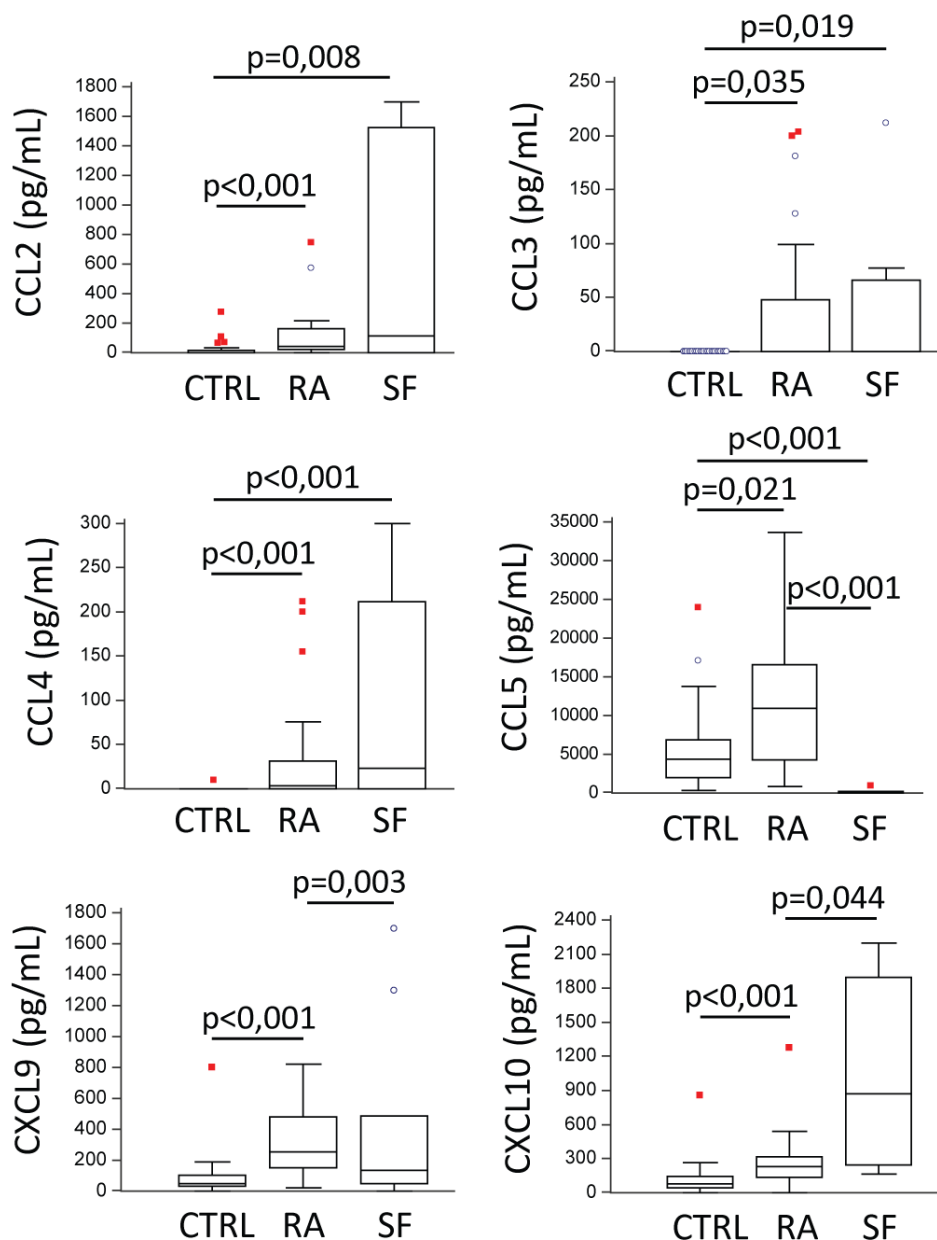 CCL2 (pg/mL)
p=0,008
p<0,001
1800
1600
1400
1200
1000
800
600
400
200
0
CTRL RA SF
CCL3 (pg/mL)
p=0,019
p=0,035
250
200
150
100
50
0
CTRL RA SF
CCL4 (pg/mL)
p<0,001
p<0,001
300
250
200
150
100
50
0
CTRL RA SF
CCL5 (pg/mL)
p<0,001
p=0,021
p<0,001
35000
30000
25000
20000
15000
10000
5000
0
CTRL RA SF
CXCL9 (pg/mL)
p=0,003
p<0,001
1800
1600
1400
1200
1000
800
600
400
200
0
CTRL RA SF
CXCL10 (pg/mL)
p=0,044
p<0,001
2400
2100
1800
1500
1200
900
600
300
0
CTRL RA SF